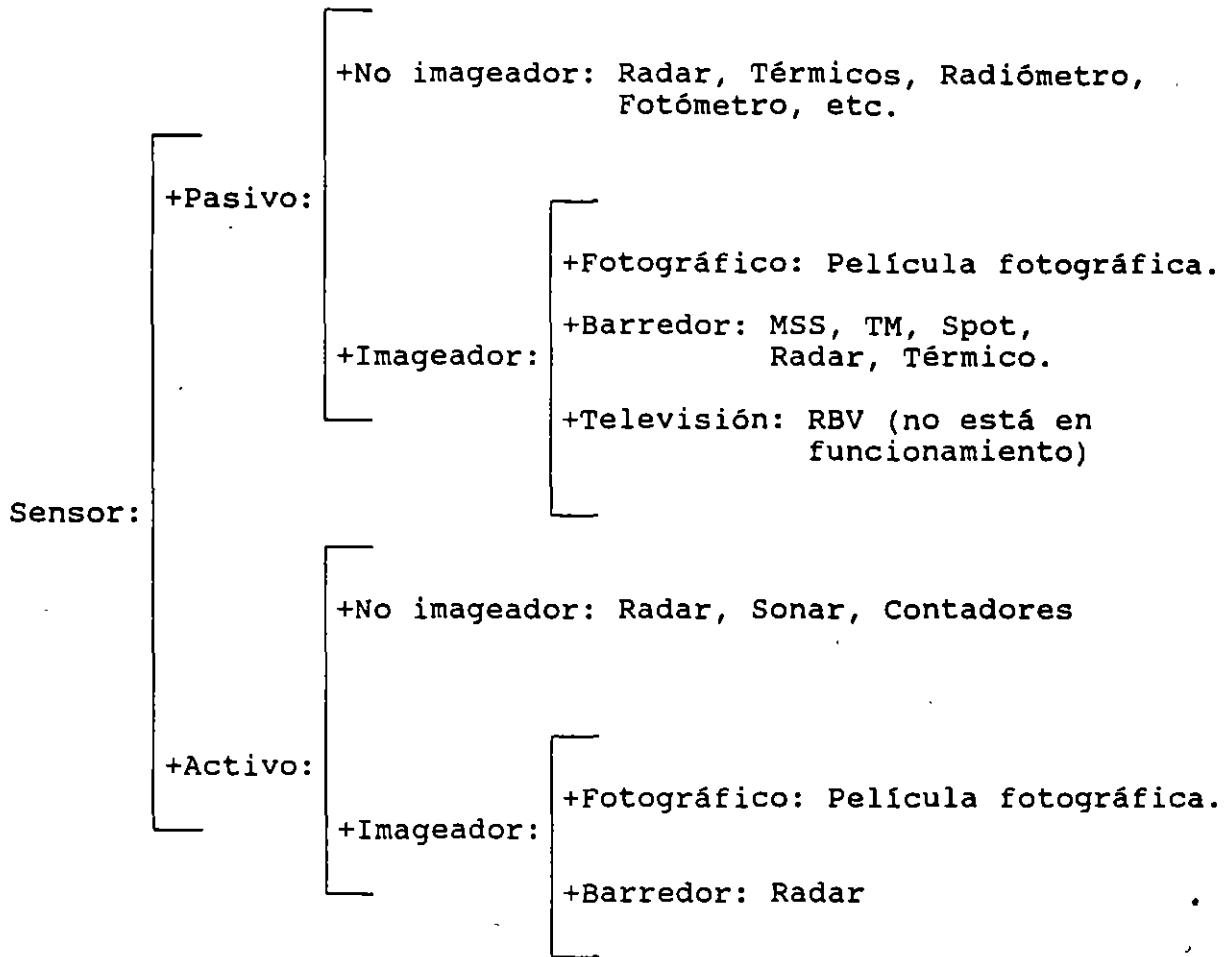 +No imageador: Radar, Térmicos, Radiómetro,
Fotómetro, etc.
+Pasivo:
+Fotográfico: Película fotográfica.
+Barredor: MSS, TM, Spot,
Radar, Térmico.
+Imageador:
+Televisión: RBV (no está en
funcionamiento)
Sensor:
+No imageador: Radar, Sonar, Contadores
+Activo:
+Fotográfico: Película fotográfica.
+Imageador:
+Barredor: Radar